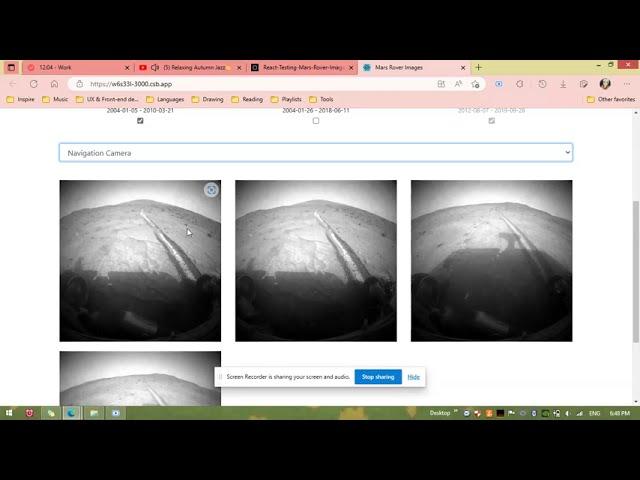 12:04 - Work
(5) Relaxing Autumn Jazz
React-Testing-Mars-Rover-Imag
Mars Rover Images
https://w6s33i-3000.csb.app
Inspire
Music
UX & Front-end de...
Languages
Drawing
Reading
Playlists
Tools
Other favorites
2004-01-05 - 2010-03-21
2004-01-26 - 2018-06-11
2012-08-07 - 2019-09-28
Navigation Camera
Screen Recorder is sharing your screen and audio.
Stop sharing
Hide
Desktop
ENG
6:48 PM